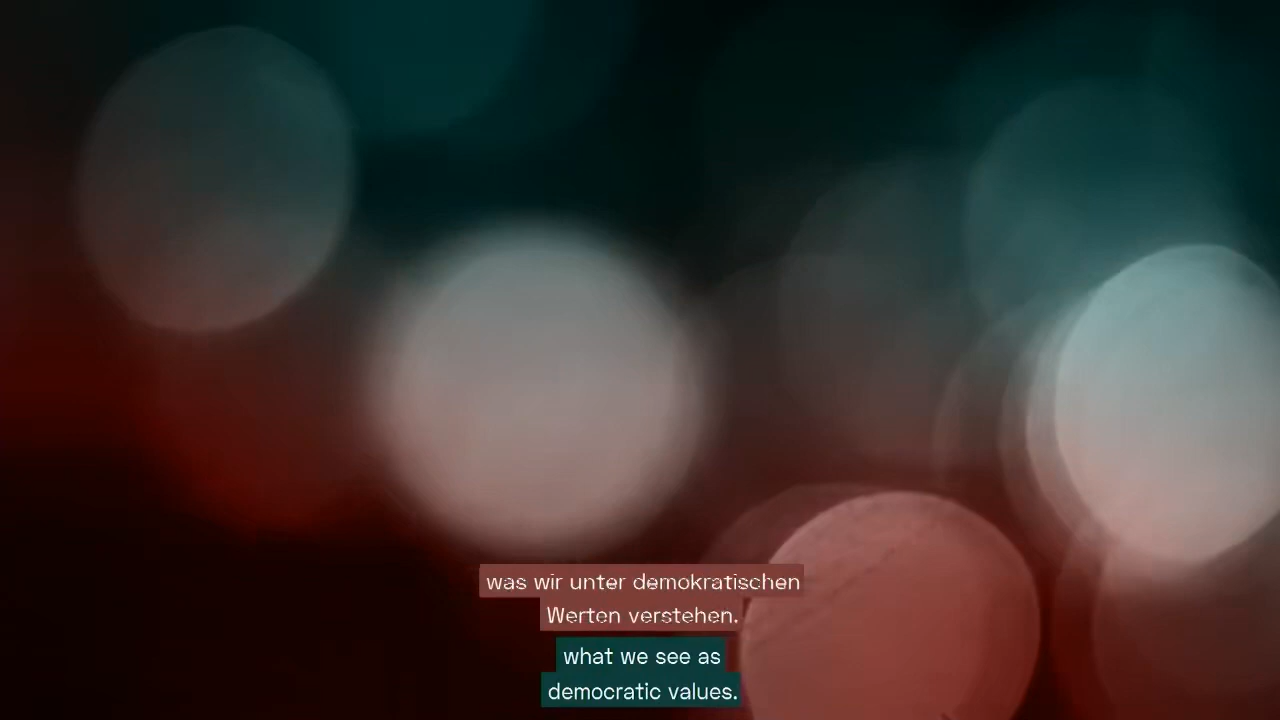 was wir unter demokratischen
Werten verstehen.
what we see as
democratic values.